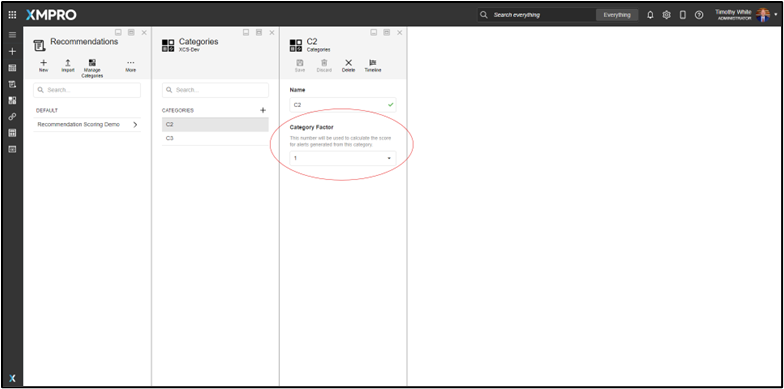 XMPRO
Search everything
Everything
Timothy White
ADMINISTRATOR
Recommendations
New
Import
Manage
Categories
More
Search...
DEFAULT
Recommendation Scoring Demo
Categories
XCS-Dev
Search...
CATEGORIES
C2
C3
C2
Categories
Save
Discard
Delete
Timeline
Name
C2
Category Factor
This number will be used to calculate the score
for alerts generated from this category.
1